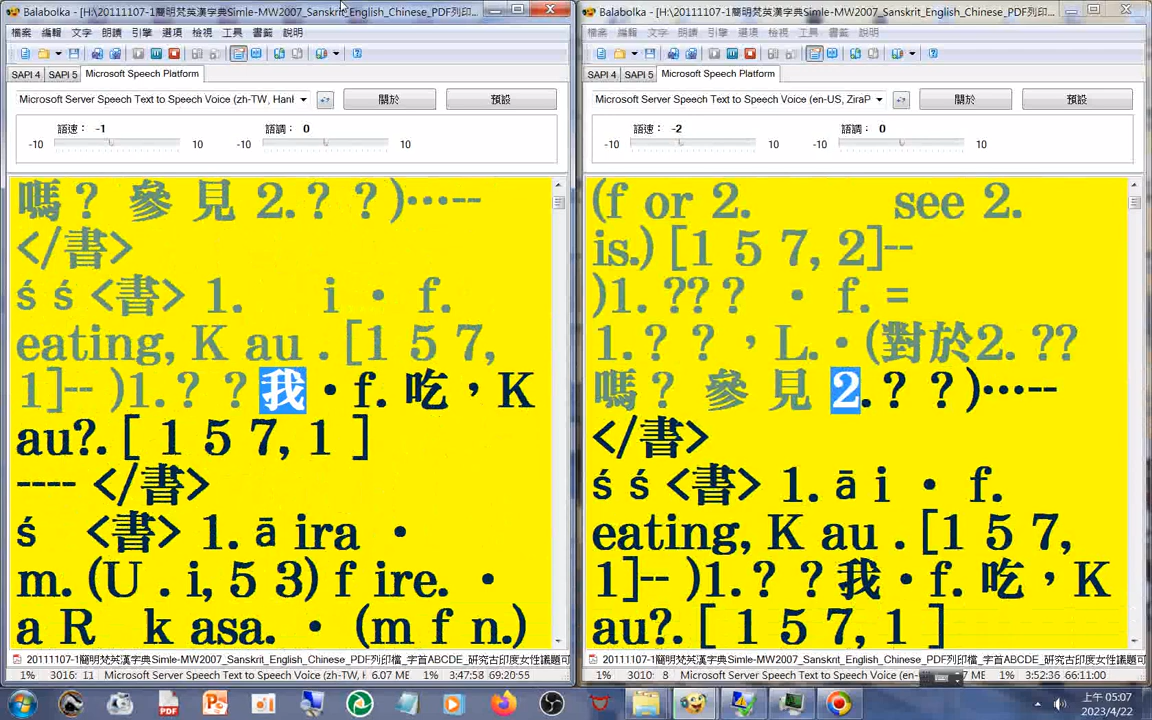 Balabolka - [H:\20111107-1簡明梵英漢字典Simle-MW2007_Sanskrit_English_Chinese_PDF列印...
檔案 編輯 文字 朗讀 引擎 選項 檢視 工具 書籤 說明
SAPI 4 SAPI 5 Microsoft Speech Platform
Microsoft Server Speech Text to Speech Voice (zh-TW, Hanl
關於
預設
語速： -1
語調： 0
-10 10 -10 10
嗎？ 參 見 2.？？)…--
</書>
ś ś <書> 1. i • f.
eating, K au . [1 5 7,
1]-- )1.？？我•f. 吃，K
au?. [ 1 5 7, 1 ]
---- </書>
ś <書> 1. ā ira •
m. (U . i, 5 3) f ire. •
a R k asa. • (m f n.)
20111107-1簡明梵英漢字典Simle-MW2007_Sanskrit_English_Chinese_PDF列印檔_字首ABCDE_研究古印度女性議題可
1% 3016: 11 Microsoft Server Speech Text to Speech Voice (zh-TW, H 6.07 ME 1% 3:47:58 69:20:55
Balabolka - [H:\20111107-1簡明梵英漢字典Simle-MW2007_Sanskrit_English_Chinese_PDF列印...
檔案 編輯 文字 朗讀 引擎 選項 檢視 工具 書籤 說明
SAPI 4 SAPI 5 Microsoft Speech Platform
Microsoft Server Speech Text to Speech Voice (en-US, ZiraP
關於
預設
語速： -2
語調： 0
-10 10 -10 10
(f or 2. see 2.
is.) [1 5 7, 2]--
)1. ??？ • f. =
1.？？，L.•(對於2. ??
嗎？ 參 見 2.？？)…--
</書>
ś ś <書> 1. ā i • f.
eating, K au . [1 5 7,
1]-- )1.？？我•f. 吃，K
au?. [ 1 5 7, 1 ]
20111107-1簡明梵英漢字典Simle-MW2007_Sanskrit_English_Chinese_PDF列印檔_字首ABCDE_研究古印度女性議題可
1% 3010: 8 Microsoft Server Speech Text to Speech Voice (en- 7 ME 1% 3:52:36 66:11:00
PDF
上午 05:07
2023/4/22